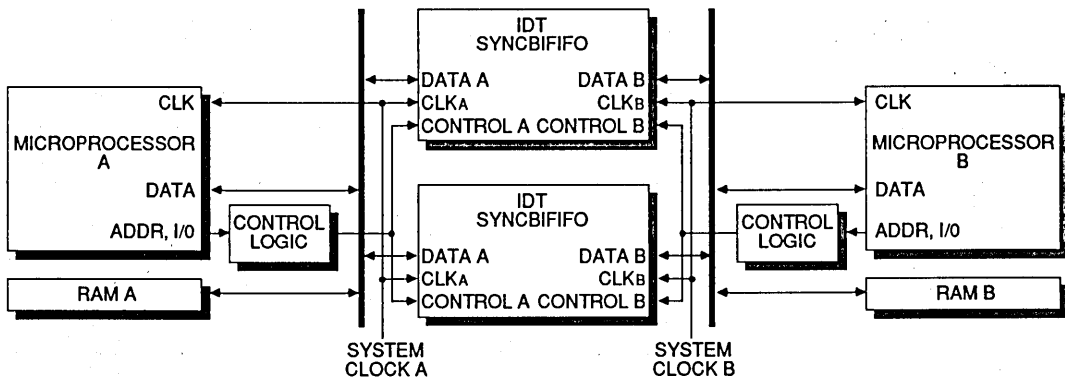 IDT
SYNCBIFIFO
DATA A DATA B
CLKA CLKB
CONTROL A CONTROL B
CLK
MICROPROCESSOR
A
DATA
ADDR, I/0
CONTROL
LOGIC
RAM A
IDT
SYNCBIFIFO
DATA A DATA B
CLKA CLKB
CONTROL A CONTROL B
CLK
MICROPROCESSOR
B
DATA
ADDR, I/0
CONTROL
LOGIC
RAM B
SYSTEM
CLOCK A
SYSTEM
CLOCK B